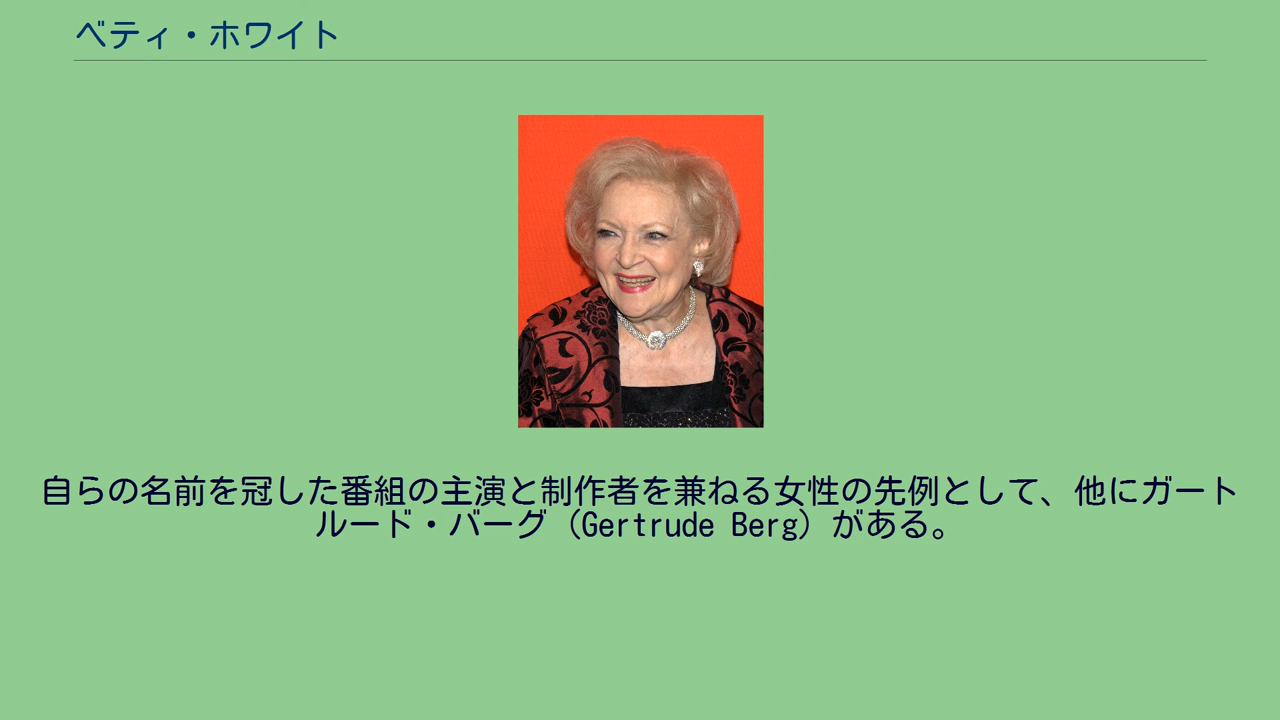 ベティ・ホワイト
自らの名前を冠した番組の主演と制作者を兼ねる女性の先例として、他にガート
ルード・バーグ（Gertrude Berg）がある。